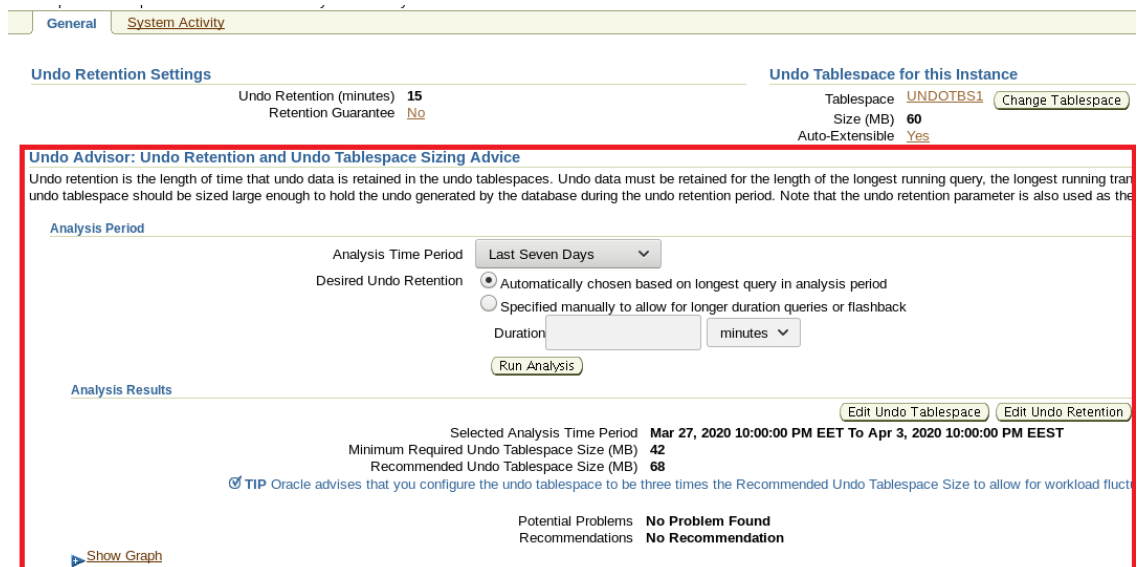 General System Activity
Undo Retention Settings
Undo Retention (minutes) 15
Retention Guarantee No
Undo Tablespace for this Instance
Tablespace UNDOTBS1 Change Tablespace
Size (MB) 60
Auto-Extensible Yes
Undo Advisor: Undo Retention and Undo Tablespace Sizing Advice
Undo retention is the length of time that undo data is retained in the undo tablespaces. Undo data must be retained for the length of the longest running query, the longest running tran
undo tablespace should be sized large enough to hold the undo generated by the database during the undo retention period. Note that the undo retention parameter is also used as the
Analysis Period
Analysis Time Period Last Seven Days
Desired Undo Retention Automatically chosen based on longest query in analysis period
Specified manually to allow for longer duration queries or flashback
Duration minutes
Run Analysis
Analysis Results
Edit Undo Tablespace Edit Undo Retention
Selected Analysis Time Period Mar 27, 2020 10:00:00 PM EET To Apr 3, 2020 10:00:00 PM EEST
Minimum Required Undo Tablespace Size (MB) 42
Recommended Undo Tablespace Size (MB) 68
TIP Oracle advises that you configure the undo tablespace to be three times the Recommended Undo Tablespace Size to allow for workload fluct
Potential Problems No Problem Found
Recommendations No Recommendation
Show Graph